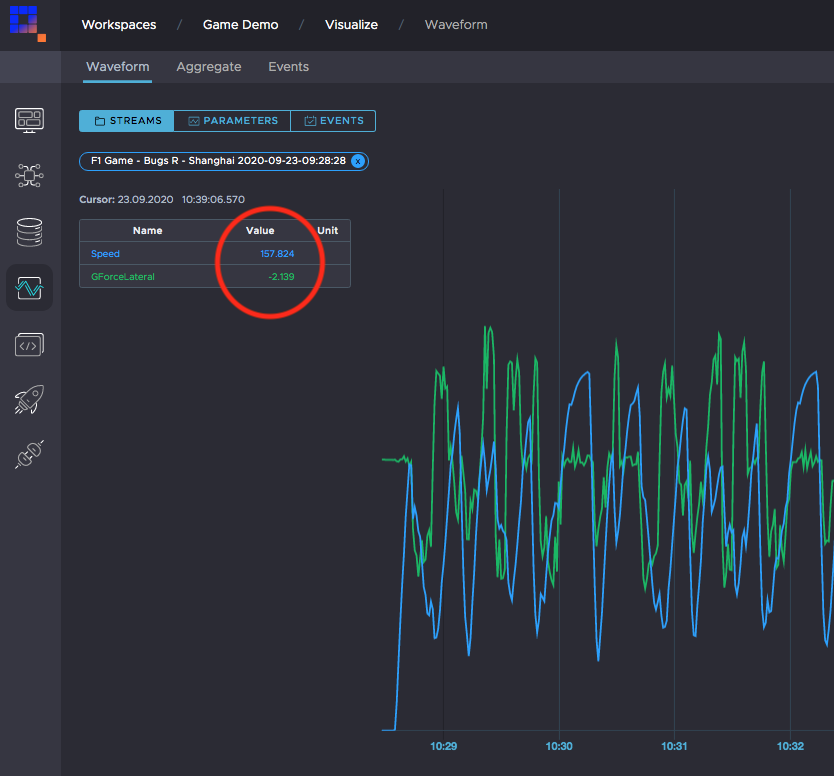 Workspaces / Game Demo / Visualize / Waveform
Waveform Aggregate Events
STREAMS PARAMETERS EVENTS
F1 Game - Bugs R - Shanghai 2020-09-23-09:28:28 x
Cursor: 23.09.2020 10:39:06.570
Name Value Unit
Speed 157.824
GForceLateral -2.139
10:29 10:30 10:31 10:32